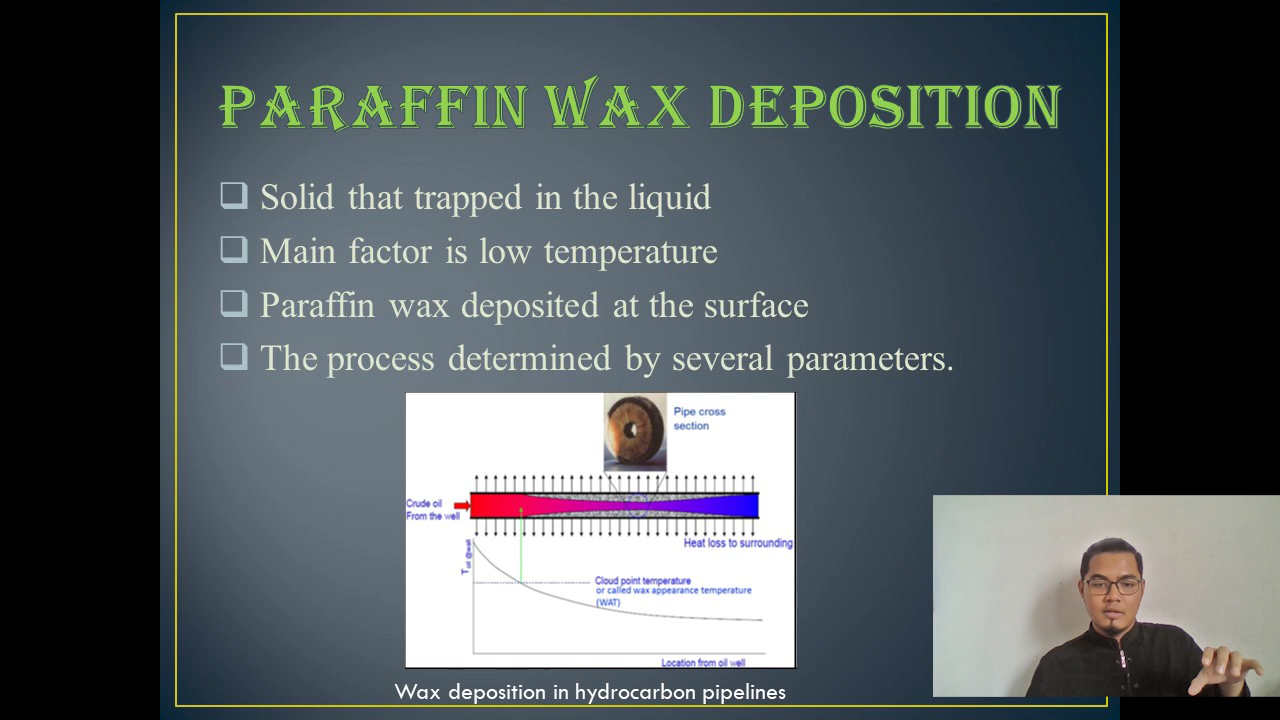 PARAFFIN WAX DEPOSITION
Solid that trapped in the liquid
Main factor is low temperature
Paraffin wax deposited at the surface
The process determined by several parameters.
Pipe cross
section
Crude oil
From the well
Heat loss to surrounding
T oil @wall
Cloud point temperature
or called wax appearance temperature
(WAT)
Location from oil well
Wax deposition in hydrocarbon pipelines